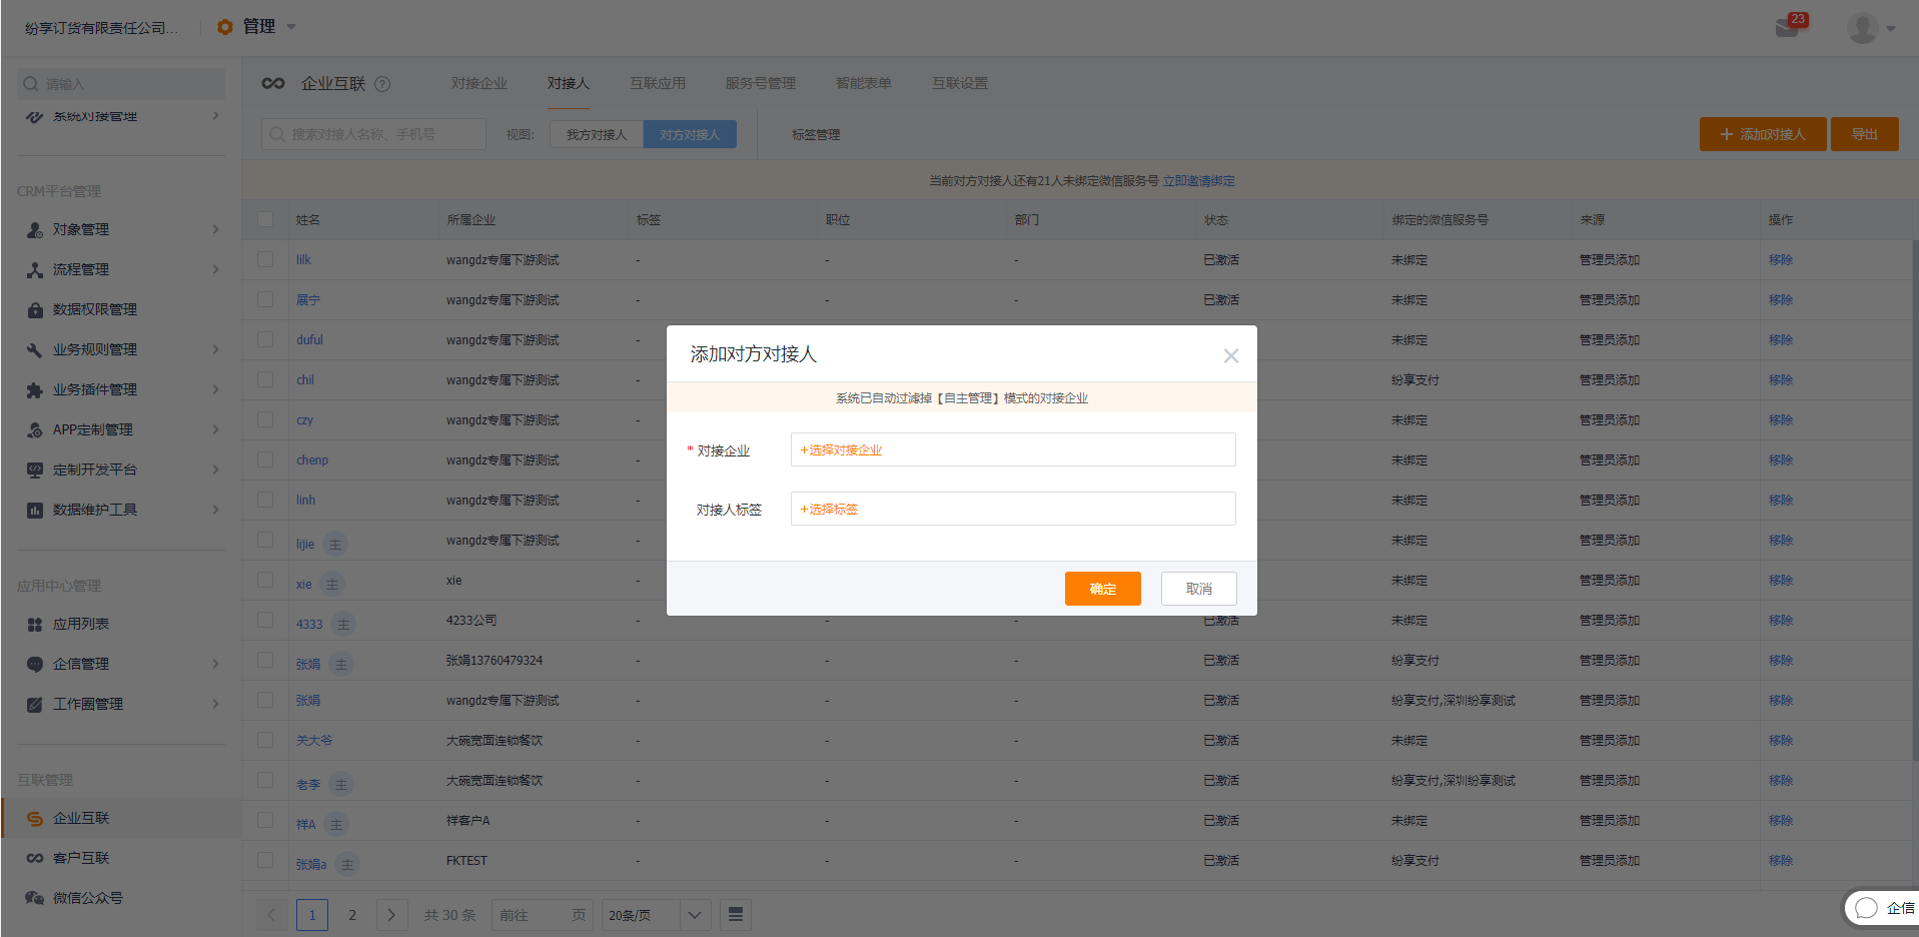 纷享订货有限责任公司... 管理 23
请输入
系统对接管理
CRM平台管理
对象管理
流程管理
数据权限管理
业务规则管理
业务插件管理
APP定制管理
定制开发平台
数据维护工具
应用中心管理
应用列表
企信管理
工作圈管理
互联管理
企业互联
客户互联
微信公众号
企业互联 ? 对接企业 对接人 互联应用 服务号管理 智能表单 互联设置
搜索对接人名称、手机号 视图: 我方对接人 对方对接人 标签管理 + 添加对接人 导出
当前对方对接人还有21人未绑定微信服务号 立即邀请绑定
姓名 所属企业 标签 职位 部门 状态 绑定的微信服务号 来源 操作
lilk wangdz专属下游测试 - - - 已激活 未绑定 管理员添加 移除
展宁 wangdz专属下游测试 - - - 已激活 未绑定 管理员添加 移除
duful wangdz专属下游测试 - 未绑定 管理员添加 移除
chil wangdz专属下游测试 - 纷享支付 管理员添加 移除
czy wangdz专属下游测试 - 未绑定 管理员添加 移除
chenp wangdz专属下游测试 - 未绑定 管理员添加 移除
linh wangdz专属下游测试 - 未绑定 管理员添加 移除
lijie 主 wangdz专属下游测试 - 未绑定 管理员添加 移除
xie 主 xie - 未绑定 管理员添加 移除
4333 主 4233公司 - - - 已激活 未绑定 管理员添加 移除
张娟 主 张娟13760479324 - - - 已激活 纷享支付 管理员添加 移除
张娟 wangdz专属下游测试 - - - 已激活 纷享支付,深圳纷享测试 管理员添加 移除
关大爷 大碗宽面连锁餐饮 - - - 已激活 未绑定 管理员添加 移除
老李 主 大碗宽面连锁餐饮 - - - 已激活 纷享支付,深圳纷享测试 管理员添加 移除
祥A 主 祥客户A - - - 已激活 未绑定 管理员添加 移除
张娟a 主 FKTEST - - - 已激活 纷享支付 管理员添加 移除
1 2 共 30 条 前往 页 20条/页
添加对方对接人
系统已自动过滤掉【自主管理】模式的对接企业
* 对接企业 +选择对接企业
对接人标签 +选择标签
确定 取消
企信